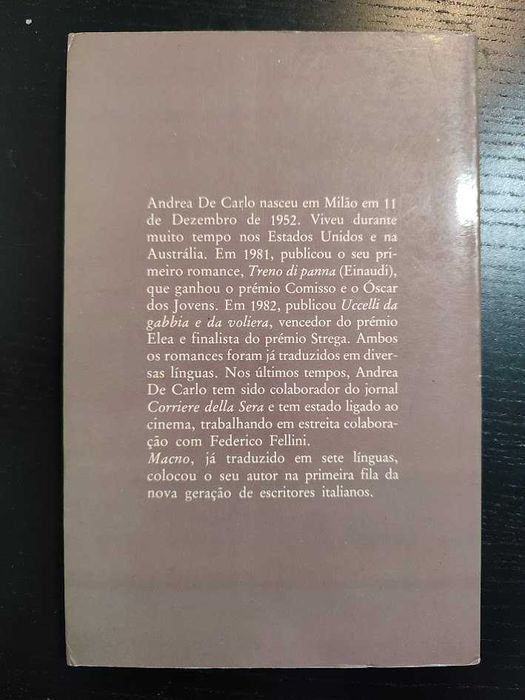 Andrea De Carlo nasceu em Milão em 11
de Dezembro de 1952. Viveu durante
muito tempo nos Estados Unidos e na
Austrália. Em 1981, publicou o seu pri-
meiro romance, Treno di panna (Einaudi),
que ganhou o prémio Comisso e o Óscar
dos Jovens. Em 1982, publicou Uccelli da
gabbia e da voliera, vencedor do prémio
Elea e finalista do prémio Strega. Ambos
os romances foram já traduzidos em diver-
sas línguas. Nos últimos tempos, Andrea
De Carlo tem sido colaborador do jornal
Corriere della Sera e tem estado ligado ao
cinema, trabalhando em estreita colabora-
ção com Federico Fellini.
Macno, já traduzido em sete línguas,
colocou o seu autor na primeira fila da
nova geração de escritores italianos.